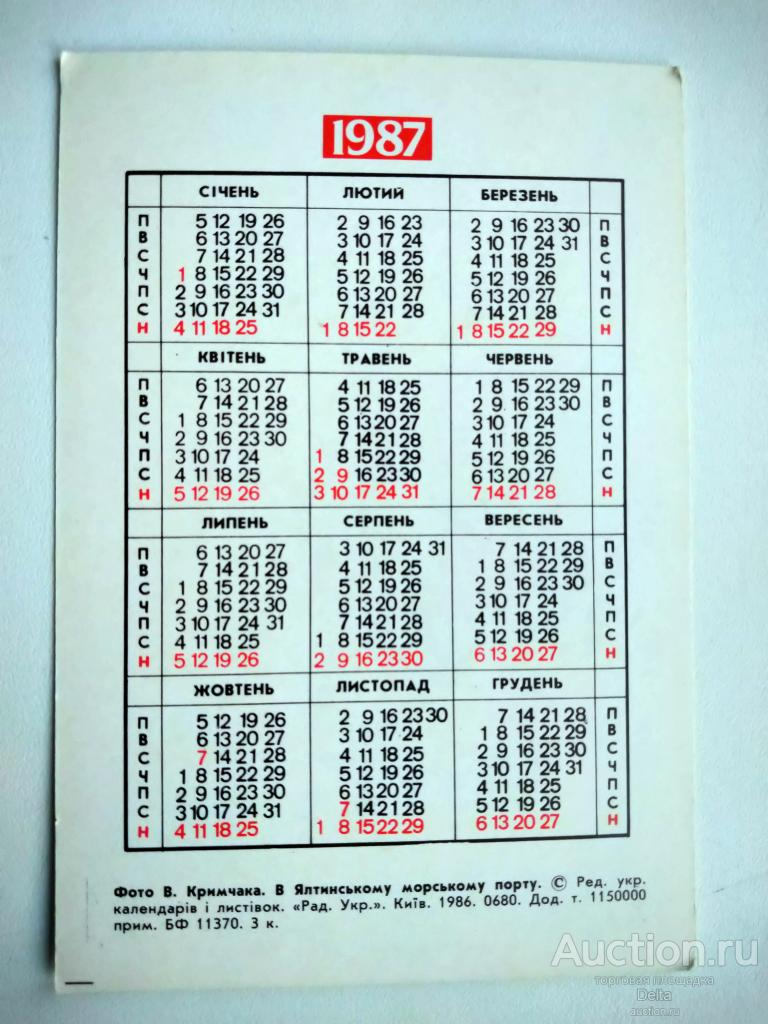 1987
СІЧЕНЬ ЛЮТИЙ БЕРЕЗЕНЬ
П 5 12 19 26 2 9 16 23 2 9 16 23 30 П
В 6 13 20 27 3 10 17 24 3 10 17 24 31 В
С 7 14 21 28 4 11 18 25 4 11 18 25 С
Ч 1 8 15 22 29 5 12 19 26 5 12 19 26 Ч
П 2 9 16 23 30 6 13 20 27 6 13 20 27 П
С 3 10 17 24 31 7 14 21 28 7 14 21 28 С
Н 4 11 18 25 1 8 15 22 1 8 15 22 29 Н
КВІТЕНЬ ТРАВЕНЬ ЧЕРВЕНЬ
П 6 13 20 27 4 11 18 25 1 8 15 22 29 П
В 7 14 21 28 5 12 19 26 2 9 16 23 30 В
С 1 8 15 22 29 6 13 20 27 3 10 17 24 С
Ч 2 9 16 23 30 7 14 21 28 4 11 18 25 Ч
П 3 10 17 24 1 8 15 22 29 5 12 19 26 П
С 4 11 18 25 2 9 16 23 30 6 13 20 27 С
Н 5 12 19 26 3 10 17 24 31 7 14 21 28 Н
ЛИПЕНЬ СЕРПЕНЬ ВЕРЕСЕНЬ
П 6 13 20 27 3 10 17 24 31 7 14 21 28 П
В 7 14 21 28 4 11 18 25 1 8 15 22 29 В
С 1 8 15 22 29 5 12 19 26 2 9 16 23 30 С
Ч 2 9 16 23 30 6 13 20 27 3 10 17 24 Ч
П 3 10 17 24 31 7 14 21 28 4 11 18 25 П
С 4 11 18 25 1 8 15 22 29 5 12 19 26 С
Н 5 12 19 26 2 9 16 23 30 6 13 20 27 Н
ЖОВТЕНЬ ЛИСТОПАД ГРУДЕНЬ
П 5 12 19 26 2 9 16 23 30 7 14 21 28 П
В 6 13 20 27 3 10 17 24 1 8 15 22 29 В
С 7 14 21 28 4 11 18 25 2 9 16 23 30 С
Ч 1 8 15 22 29 5 12 19 26 3 10 17 24 31 Ч
П 2 9 16 23 30 6 13 20 27 4 11 18 25 П
С 3 10 17 24 31 7 14 21 28 5 12 19 26 С
Н 4 11 18 25 1 8 15 22 29 6 13 20 27 Н
Фото В. Кримчака. В Ялтинському морському порту. © Ред. укр.
календарів і листівок. «Рад. Укр.». Київ. 1986. 0680. Дод. т. 1150000
прим. БФ 11370. 3 к.
Auction.ru
торговая площадка
Delta
auction.ru